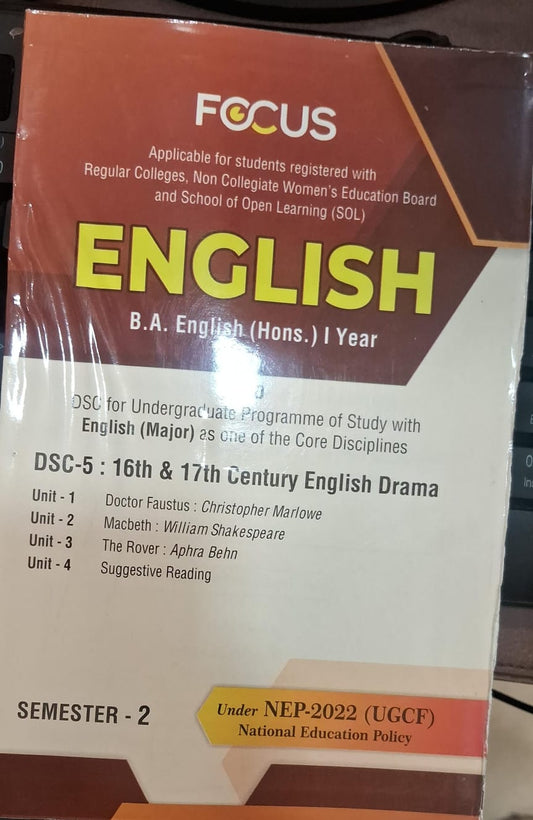 FOCUS
Applicable for students registered with
Regular Colleges, Non Collegiate Women's Education Board
and School of Open Learning (SOL)
ENGLISH
B.A. English (Hons.) I Year
DSC for Undergraduate Programme of Study with
English (Major) as one of the Core Disciplines
DSC-5 : 16th & 17th Century English Drama
Unit - 1 Doctor Faustus : Christopher Marlowe
Unit - 2 Macbeth : William Shakespeare
Unit - 3 The Rover : Aphra Behn
Unit - 4 Suggestive Reading
SEMESTER - 2
Under NEP-2022 (UGCF)
National Education Policy